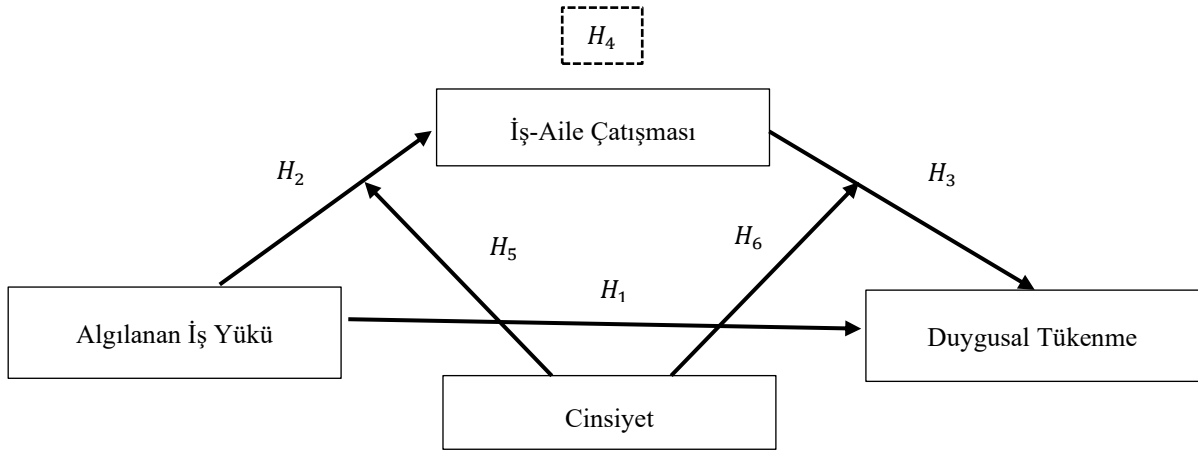 H₄
İş-Aile Çatışması
H₂
H₃
H₅
H₆
H₁
Algılanan İş Yükü
Duygusal Tükenme
Cinsiyet